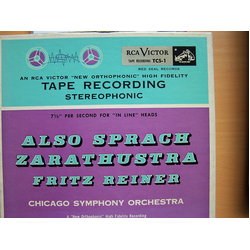 RCA VICTOR
TAPE RECORDING TCS-1
RED SEAL RECORDS
AN RCA VICTOR "NEW ORTHOPHONIC" HIGH FIDELITY
TAPE RECORDING
STEREOPHONIC
7½" PER SECOND FOR "IN LINE" HEADS
ALSO SPRACH
ZARATHUSTRA
FRITZ REINER
CHICAGO SYMPHONY ORCHESTRA
A "New Orthophonic" High Fidelity Recording